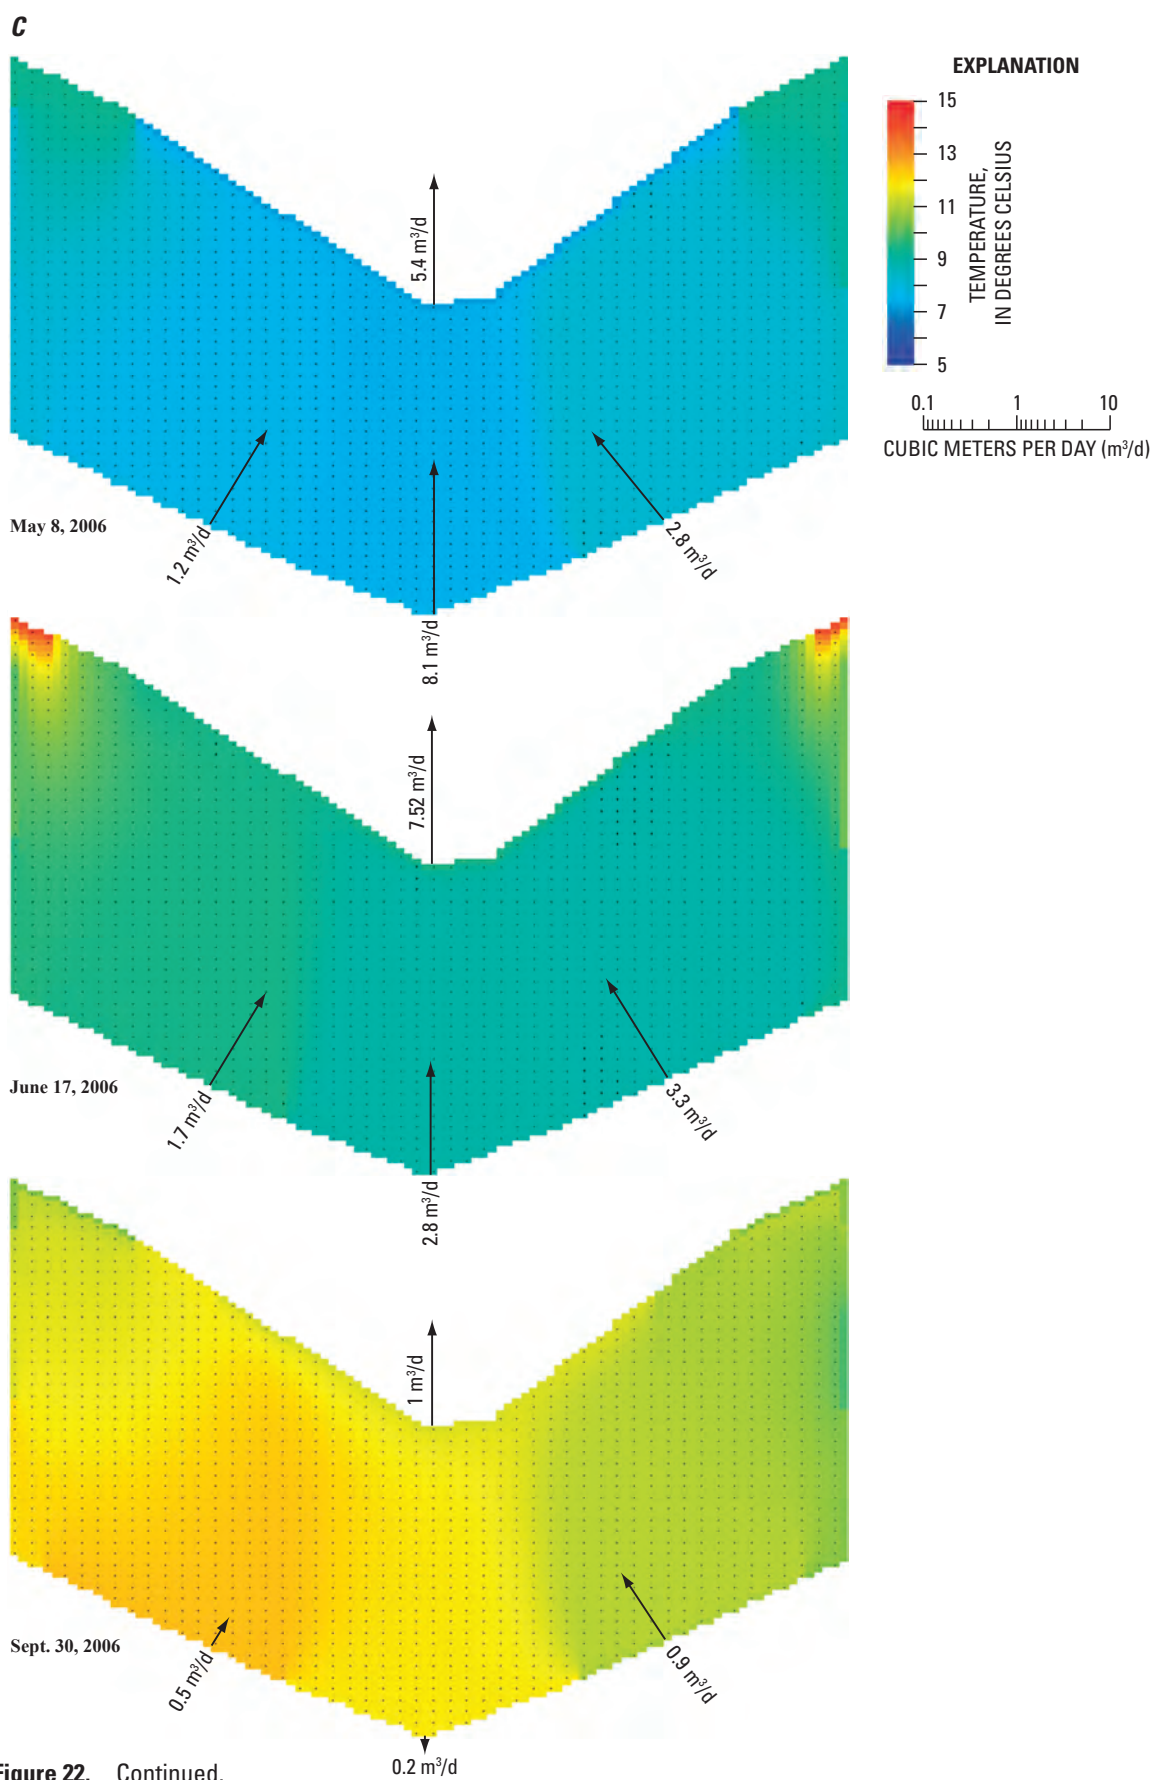 C
EXPLANATION
15
13
11
9
7
5
TEMPERATURE,
IN DEGREES CELSIUS
0.1 1 10
CUBIC METERS PER DAY (m³/d)
5.4 m³/d
May 8, 2006
1.2 m³/d
8.1 m³/d
2.8 m³/d
7.52 m³/d
June 17, 2006
1.7 m³/d
2.8 m³/d
3.3 m³/d
1 m³/d
Sept. 30, 2006
0.5 m³/d
0.2 m³/d
0.9 m³/d
Figure 22. Continued.